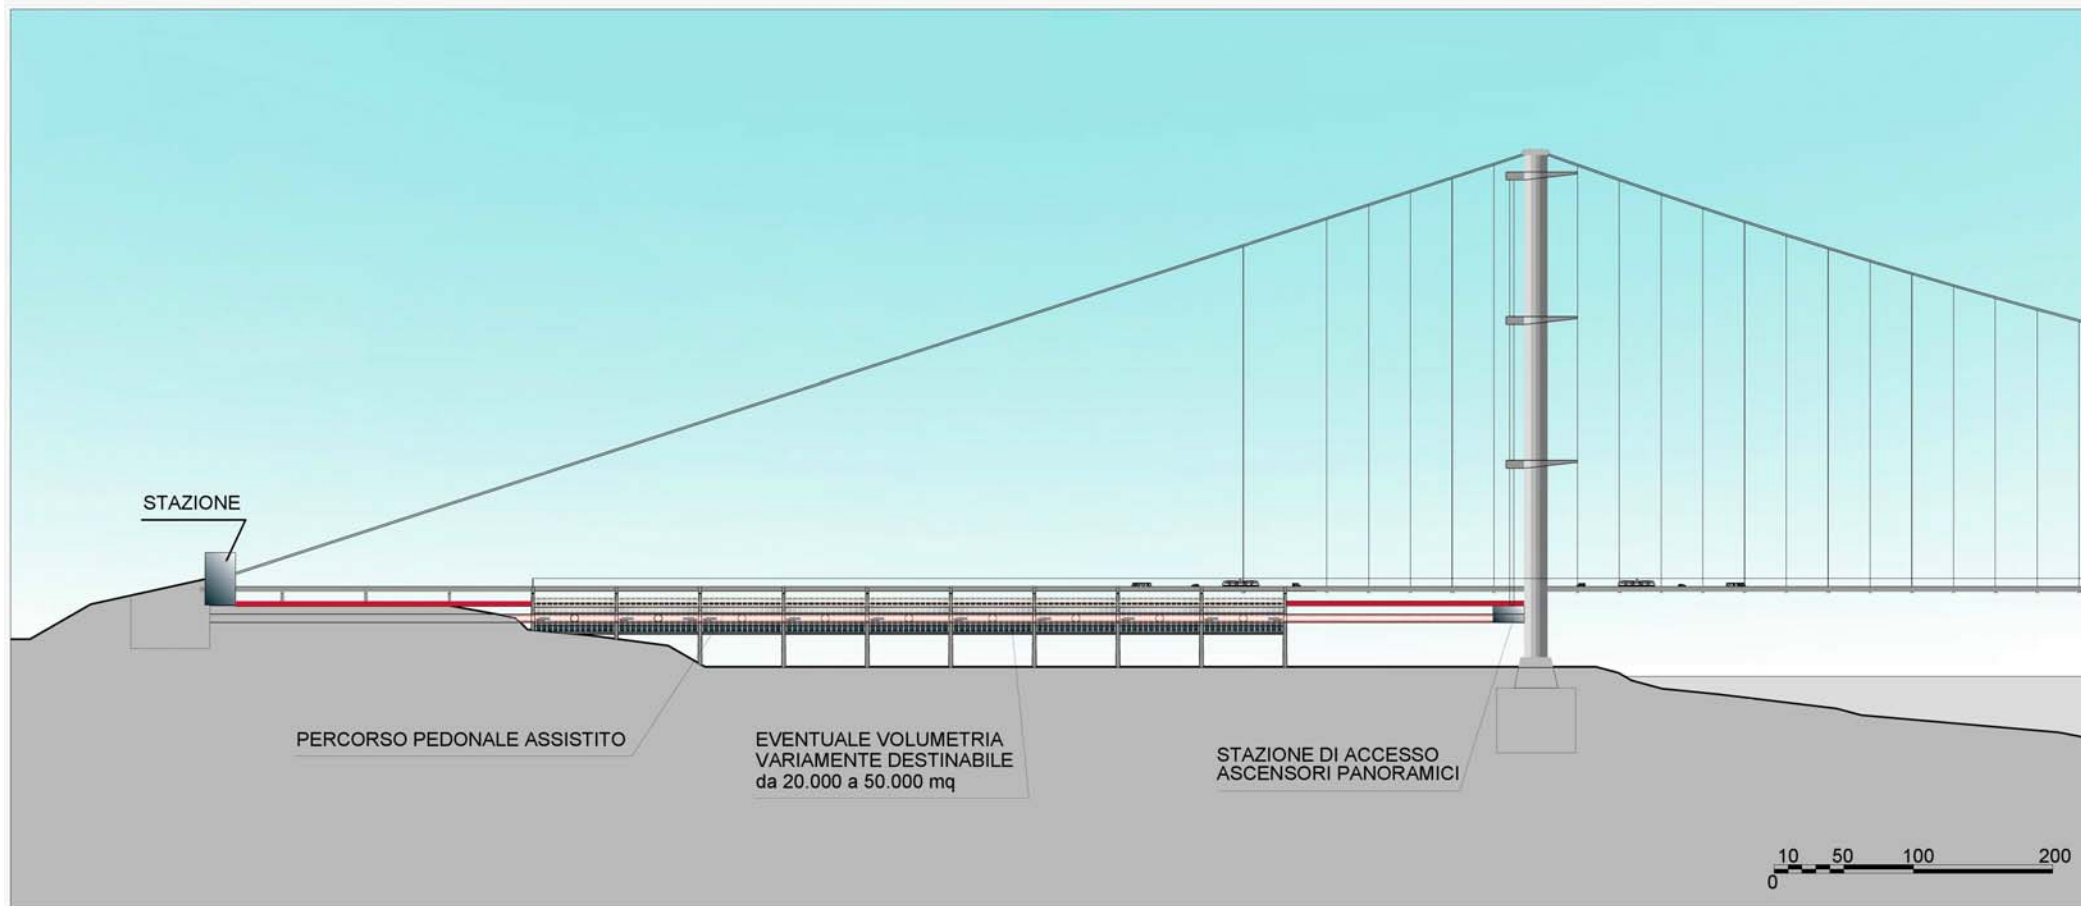 STAZIONE
PERCORSO PEDONALE ASSISTITO
EVENTUALE VOLUMETRIA
VARIAMENTE DESTINABILE
da 20.000 a 50.000 mq
STAZIONE DI ACCESSO
ASCENSORI PANORAMICI
10 50 100 200
0